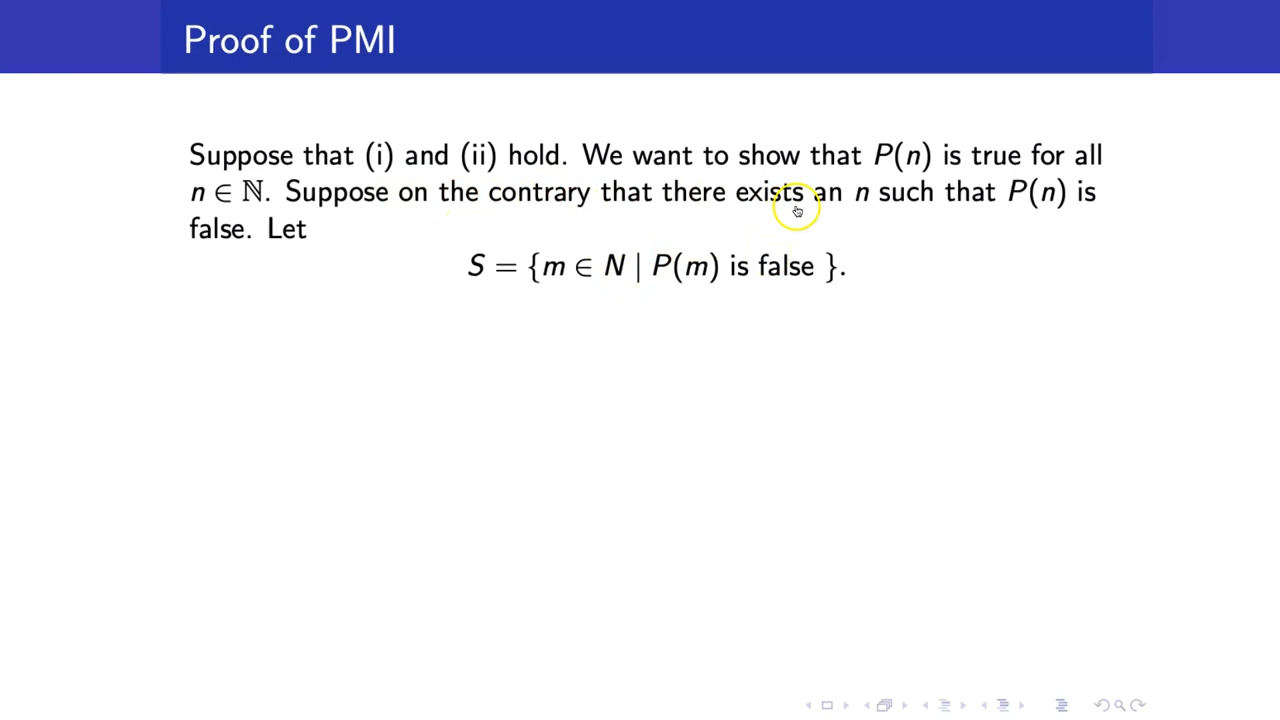 Proof of PMI
Suppose that (i) and (ii) hold. We want to show that P(n) is true for all
n ∈ ℕ. Suppose on the contrary that there exists an n such that P(n) is
false. Let
S = {m ∈ N | P(m) is false }.